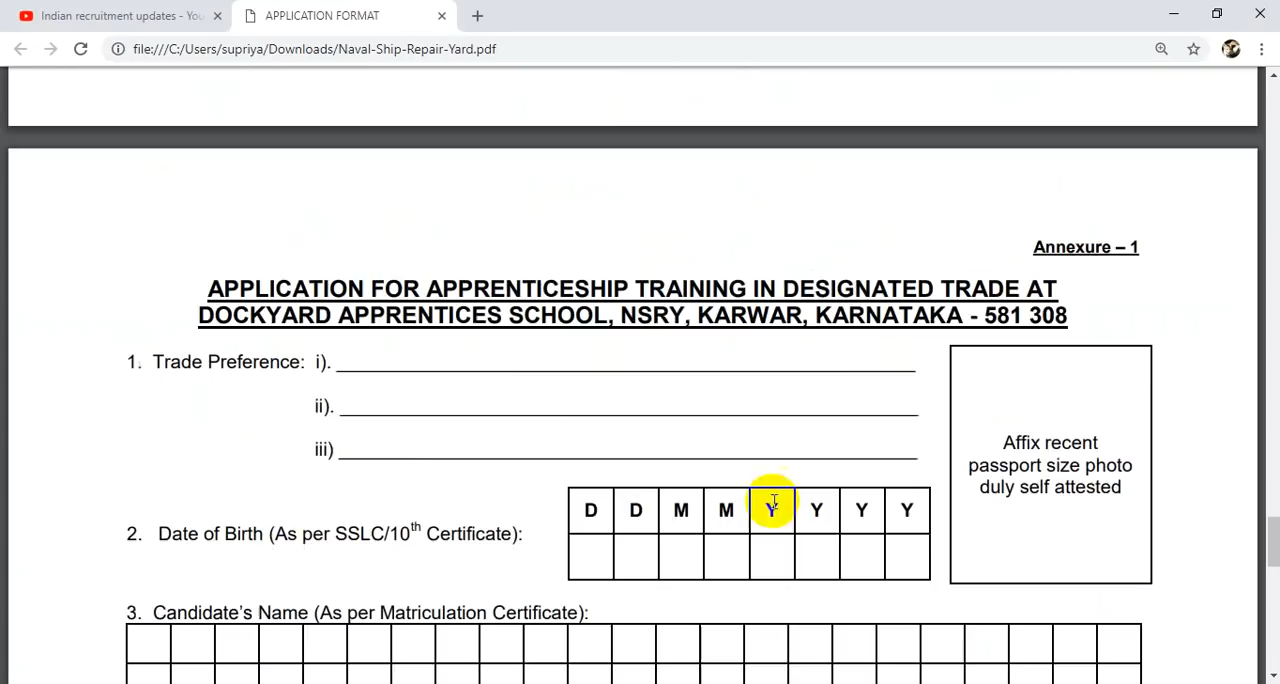 Indian recruitment updates - You
APPLICATION FORMAT
file:///C:/Users/supriya/Downloads/Naval-Ship-Repair-Yard.pdf
Annexure – 1
APPLICATION FOR APPRENTICESHIP TRAINING IN DESIGNATED TRADE AT
DOCKYARD APPRENTICES SCHOOL, NSRY, KARWAR, KARNATAKA - 581 308
1. Trade Preference: i).
ii).
iii)
Affix recent
passport size photo
duly self attested
D D M M Y Y Y Y
2. Date of Birth (As per SSLC/10th Certificate):
3. Candidate's Name (As per Matriculation Certificate):